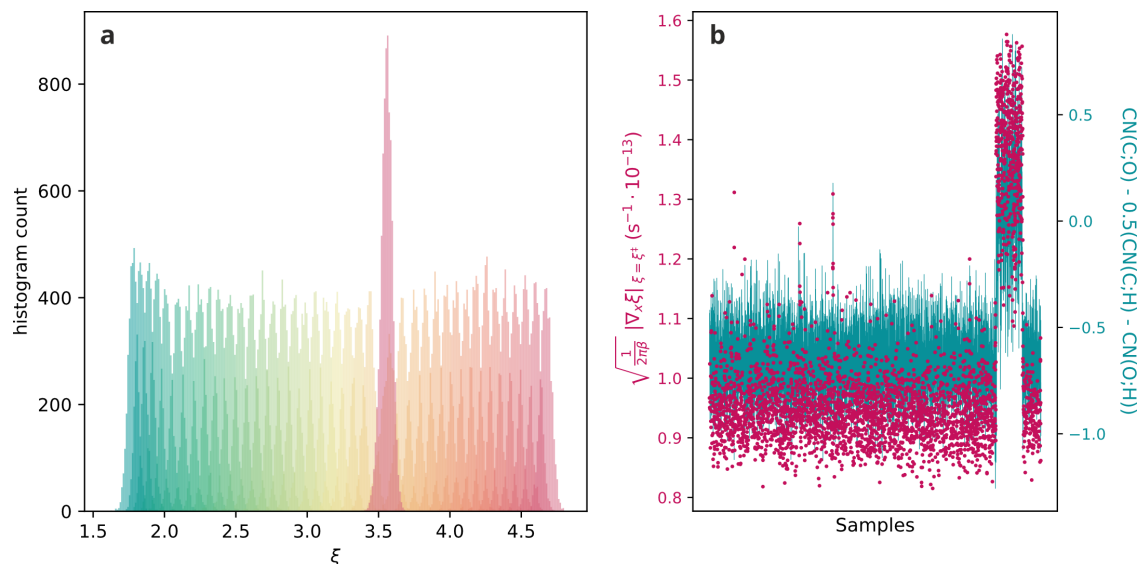 a
histogram count
800
600
400
200
0
1.5 2.0 2.5 3.0 3.5 4.0 4.5
ξ
b
√(1/2πβ) |∇ₓξ| ξ = ξ‡ (s⁻¹ · 10⁻¹³)
1.6
1.5
1.4
1.3
1.2
1.1
1.0
0.9
0.8
Samples
0.5
0.0
−0.5
−1.0
CN(C;O) - 0.5(CN(C;H) - CN(O;H))